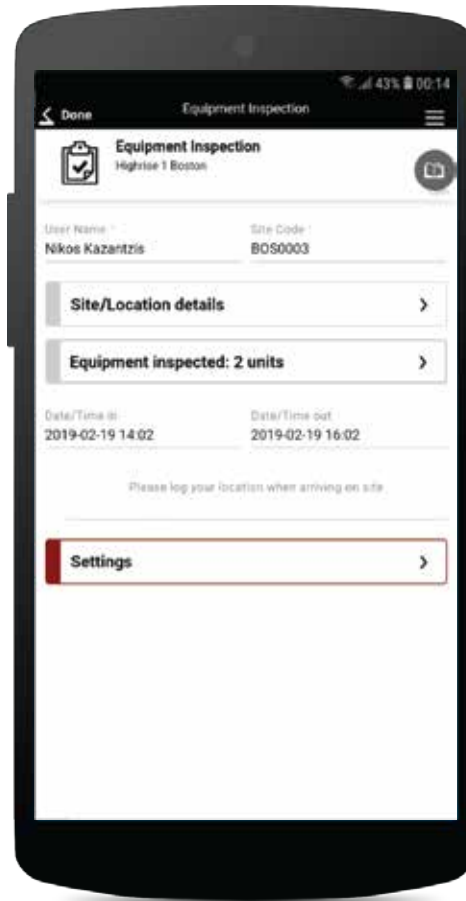 43% 00:14
Done Equipment Inspection
Equipment Inspection
Highrise 1 Boston
User Name * Site Code *
Nikos Kazantzis BOS0003
Site/Location details
Equipment inspected: 2 units
Date/Time in Date/Time out
2019-02-19 14:02 2019-02-19 16:02
Please log your location when arriving on site
Settings